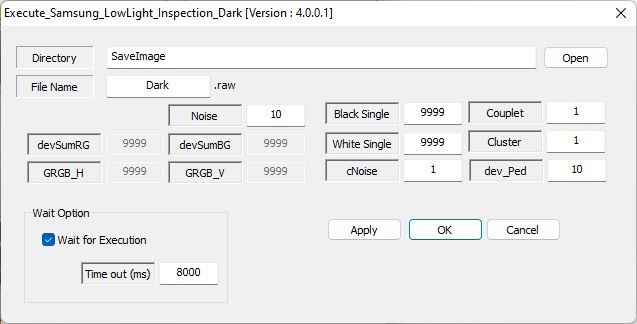 Execute_Samsung_LowLight_Inspection_Dark [Version : 4.0.0.1]
Directory SaveImage Open
File Name Dark .raw
Noise 10 Black Single 9999 Couplet 1
devSumRG 9999 devSumBG 9999 White Single 9999 Cluster 1
GRGB_H 9999 GRGB_V 9999 cNoise 1 dev_Ped 10
Wait Option
Wait for Execution
Time out (ms) 8000
Apply OK Cancel